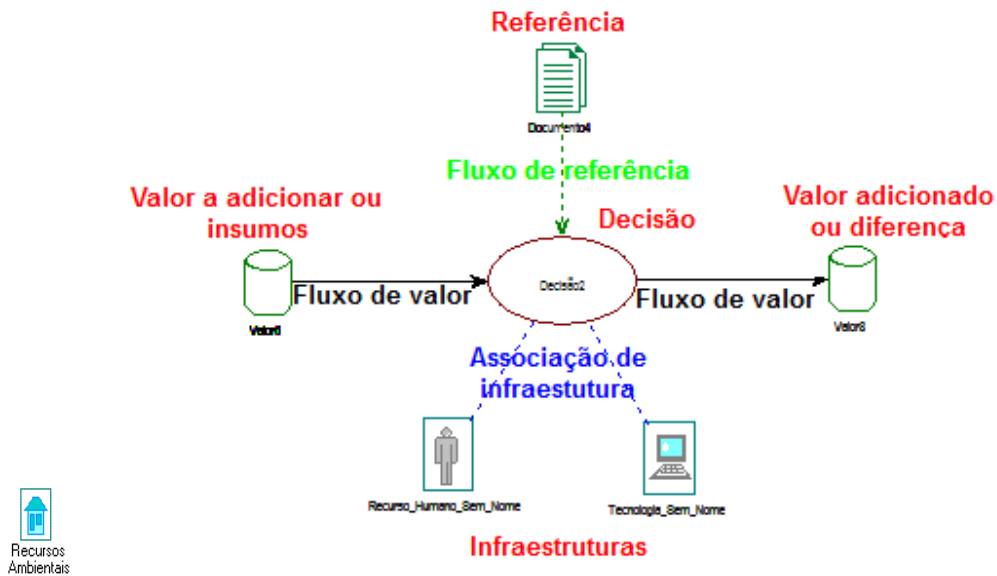 Referência
Documento4
Fluxo de referência
Valor a adicionar ou
insumos
Decisão
Valor adicionado
ou diferença
Decisão2
Fluxo de valor
Fluxo de valor
Valor8
Associação de
infraestutura
Recurso_Humano_Sem_Nome
Tecnologia_Sem_Nome
Infraestruturas
Recursos
Ambientais